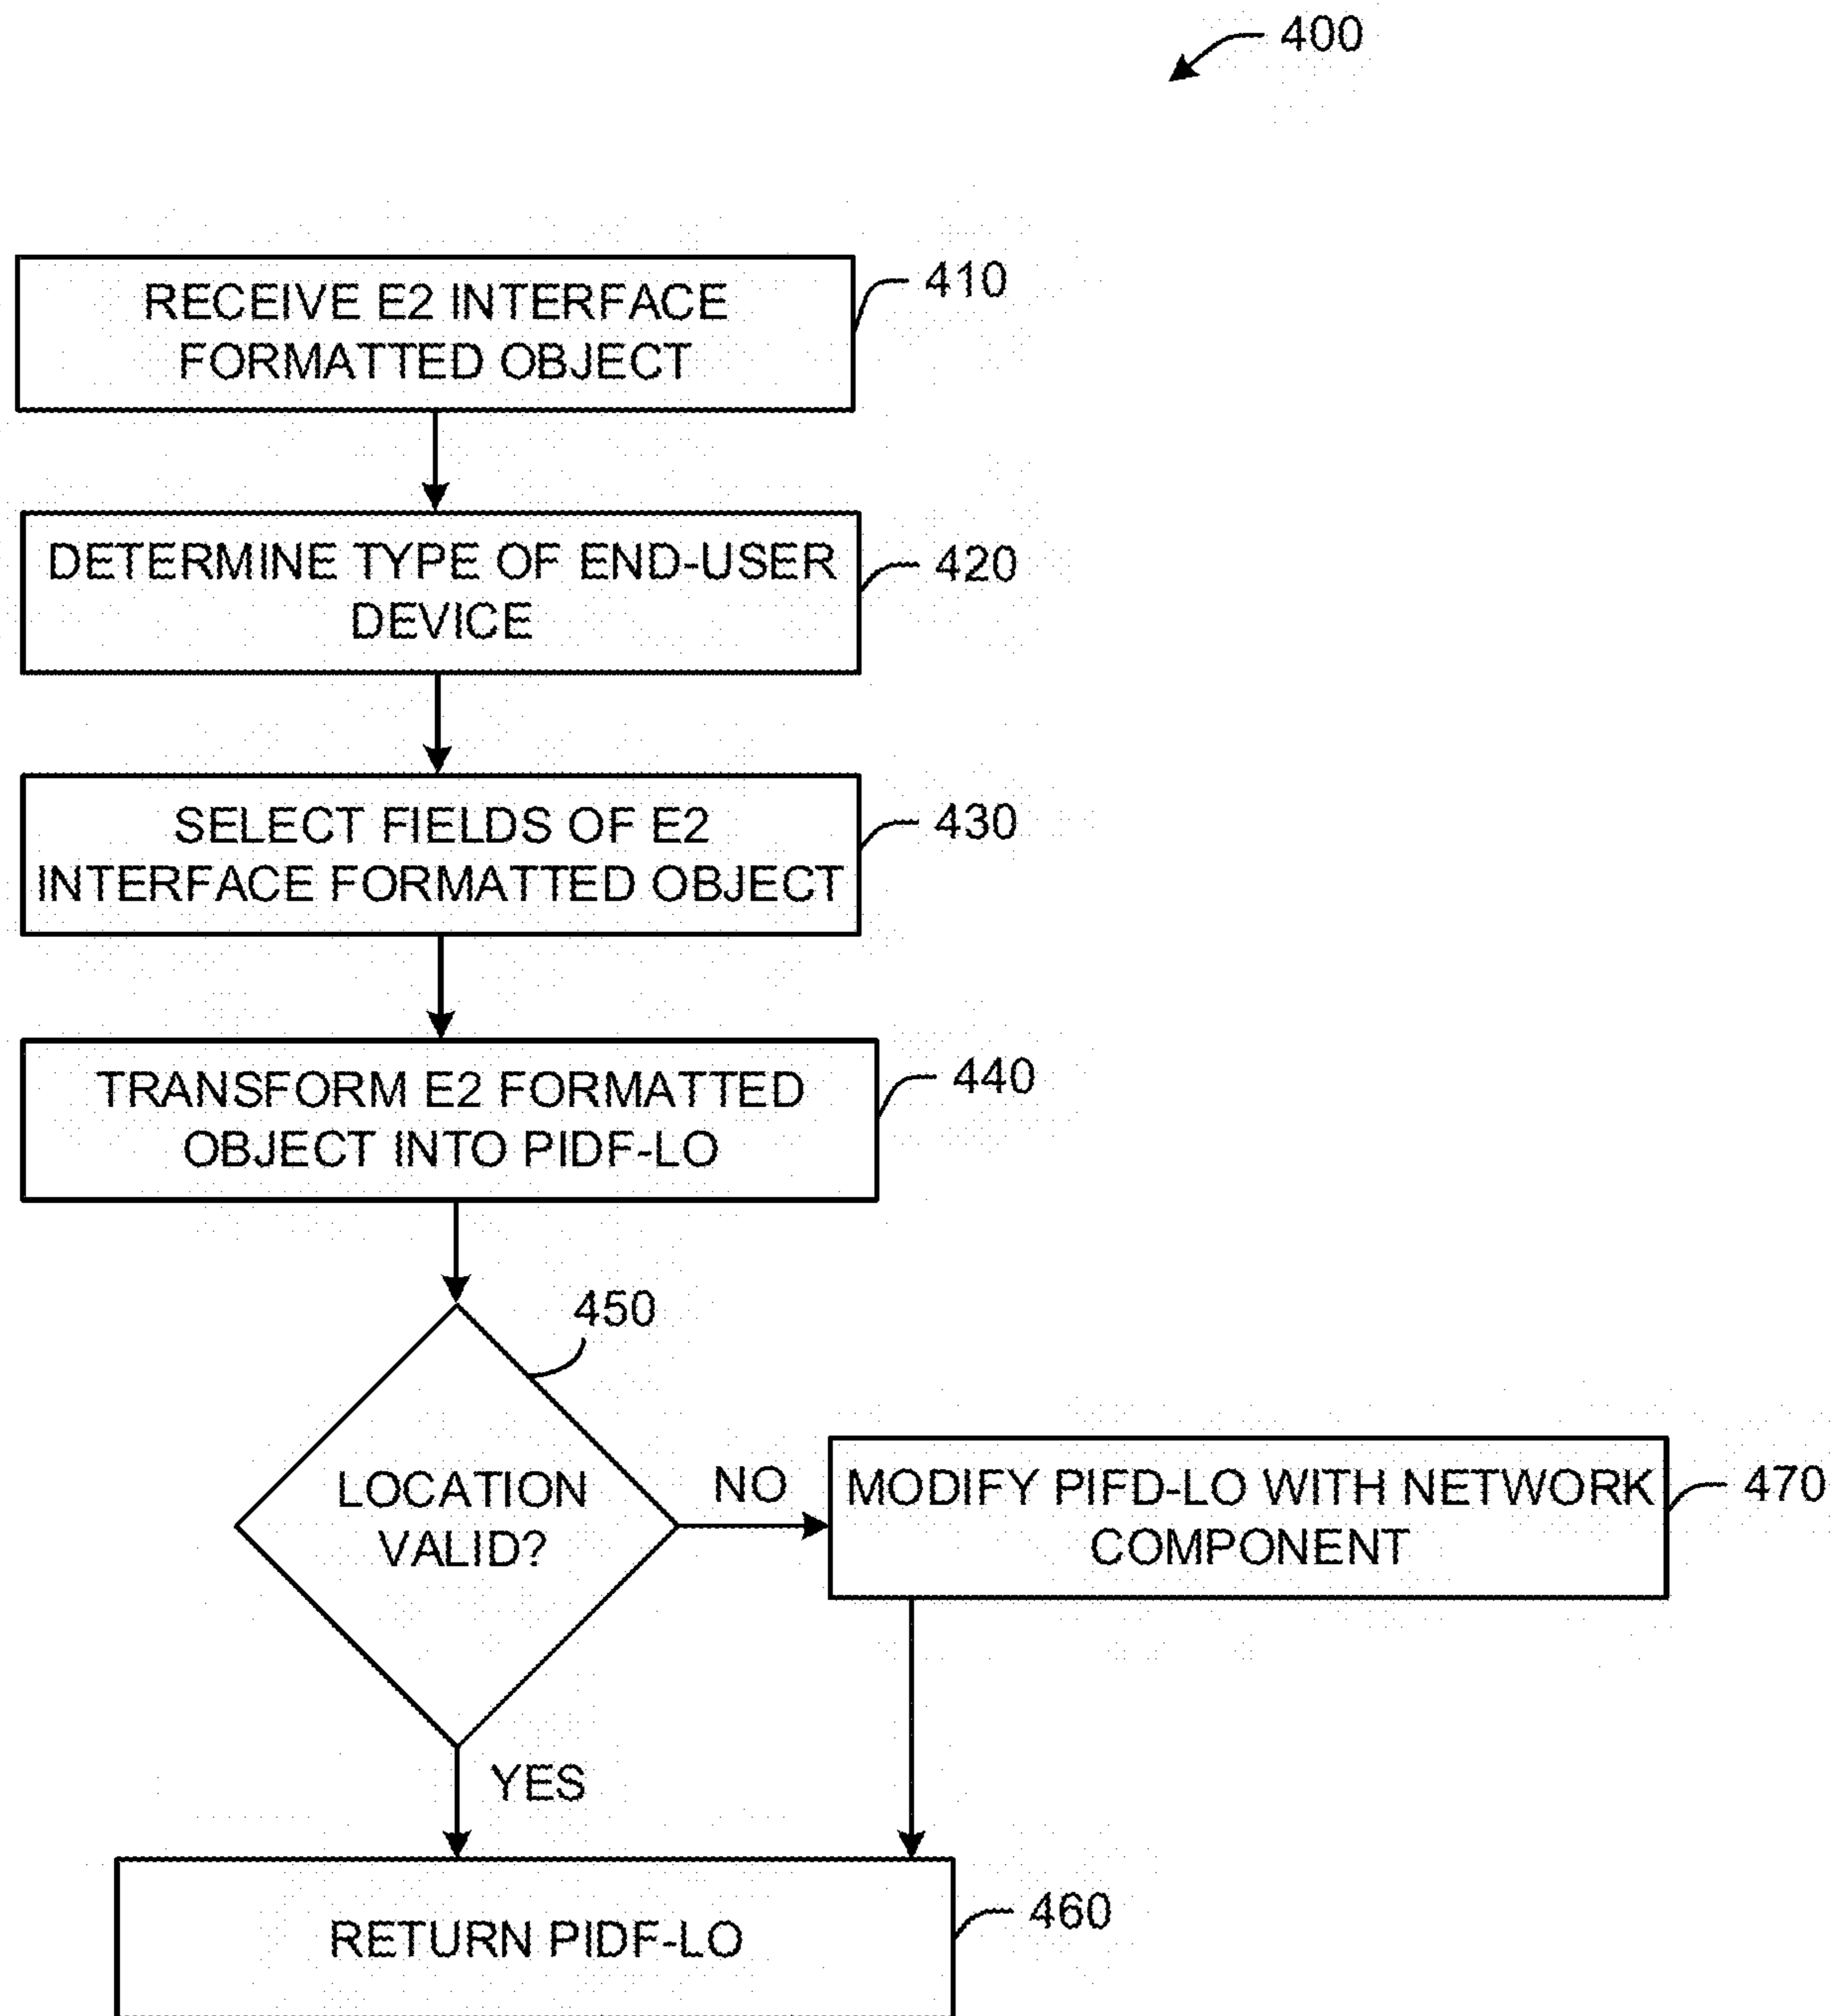 400
RECEIVE E2 INTERFACE
FORMATTED OBJECT
410
DETERMINE TYPE OF END-USER
DEVICE
420
SELECT FIELDS OF E2
INTERFACE FORMATTED OBJECT
430
TRANSFORM E2 FORMATTED
OBJECT INTO PIDF-LO
440
450
LOCATION
VALID?
NO
MODIFY PIFD-LO WITH NETWORK
COMPONENT
470
YES
RETURN PIDF-LO
460